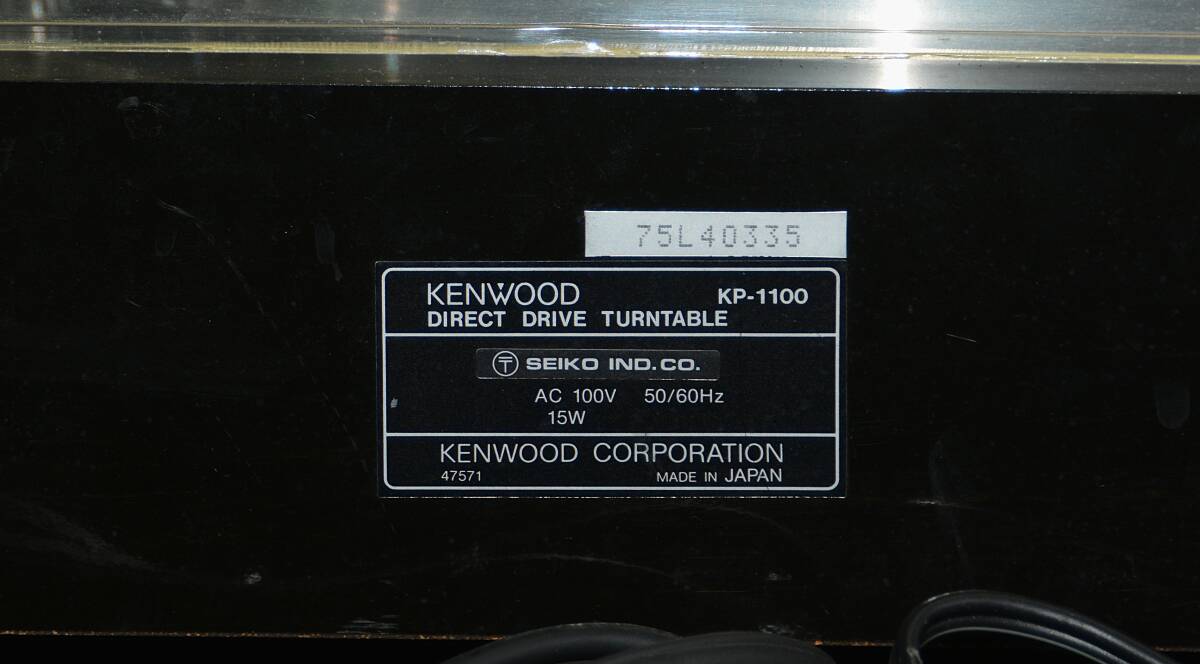 75L40335
KENWOOD KP-1100
DIRECT DRIVE TURNTABLE
〒 SEIKO IND.CO.
AC 100V 50/60Hz
15W
KENWOOD CORPORATION
47571 MADE IN JAPAN